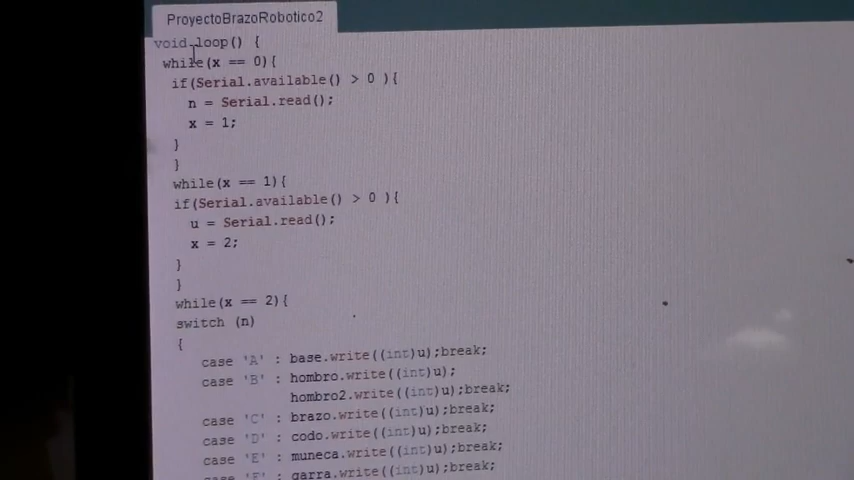 ProyectoBrazoRobotico2
void loop() {
while(x == 0){
if(Serial.available() > 0 ){
n = Serial.read();
x = 1;
}
}
while(x == 1){
if(Serial.available() > 0 ){
u = Serial.read();
x = 2;
}
}
while(x == 2){
switch (n)
{
case 'A' : base.write((int)u);break;
case 'B' : hombro.write((int)u);
hombro2.write((int)u);break;
case 'C' : brazo.write((int)u);break;
case 'D' : codo.write((int)u);break;
case 'E' : muneca.write((int)u);break;
case 'F' : garra.write((int)u);break;